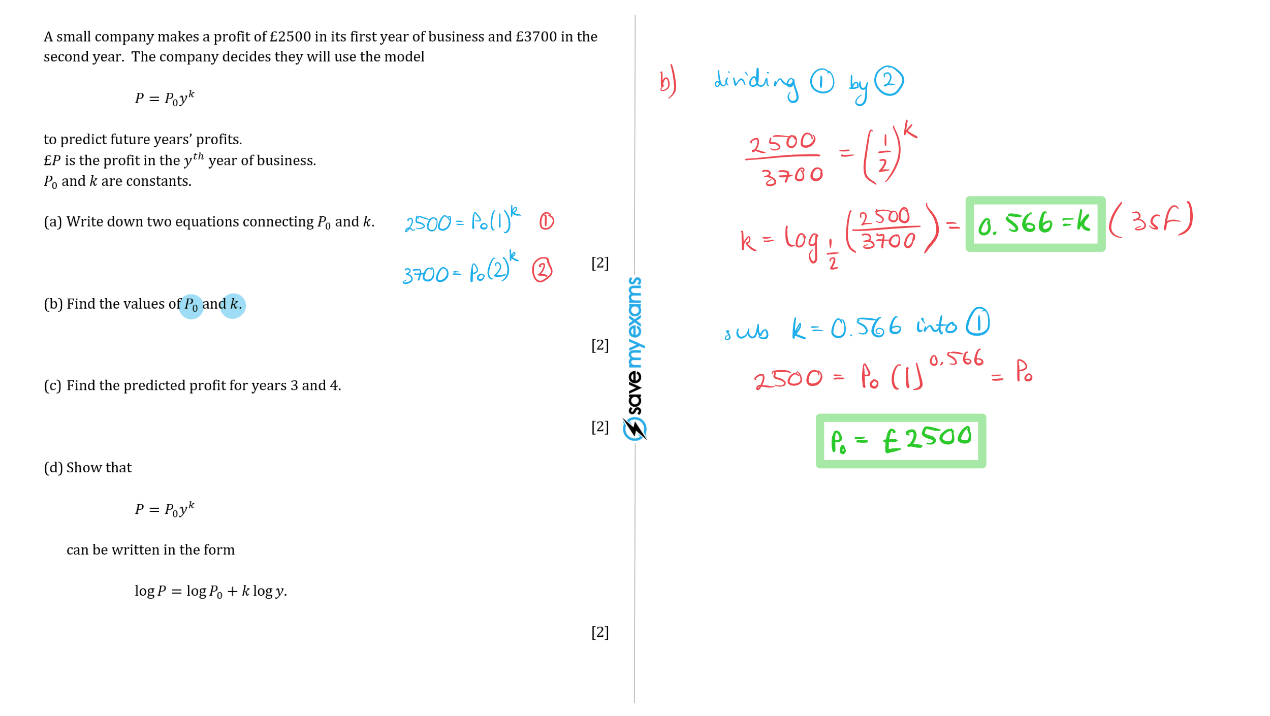 A small company makes a profit of £2500 in its first year of business and £3700 in the
second year. The company decides they will use the model
P = P₀yᵏ
to predict future years' profits.
£P is the profit in the yᵗʰ year of business.
P₀ and k are constants.
(a) Write down two equations connecting P₀ and k.
2500 = P₀(1)ᵏ ①
3700 = P₀(2)ᵏ ②
[2]
(b) Find the values of P₀ and k.
[2]
(c) Find the predicted profit for years 3 and 4.
[2]
(d) Show that
P = P₀yᵏ
can be written in the form
log P = log P₀ + k log y.
[2]
save my exams
b) dividing ① by ②
2500/3700 = (1/2)ᵏ
k = log_{1/2} (2500/3700) = 0.566 = k (3sf)
sub k = 0.566 into ①
2500 = P₀ (1)^{0.566} = P₀
P₀ = £2500